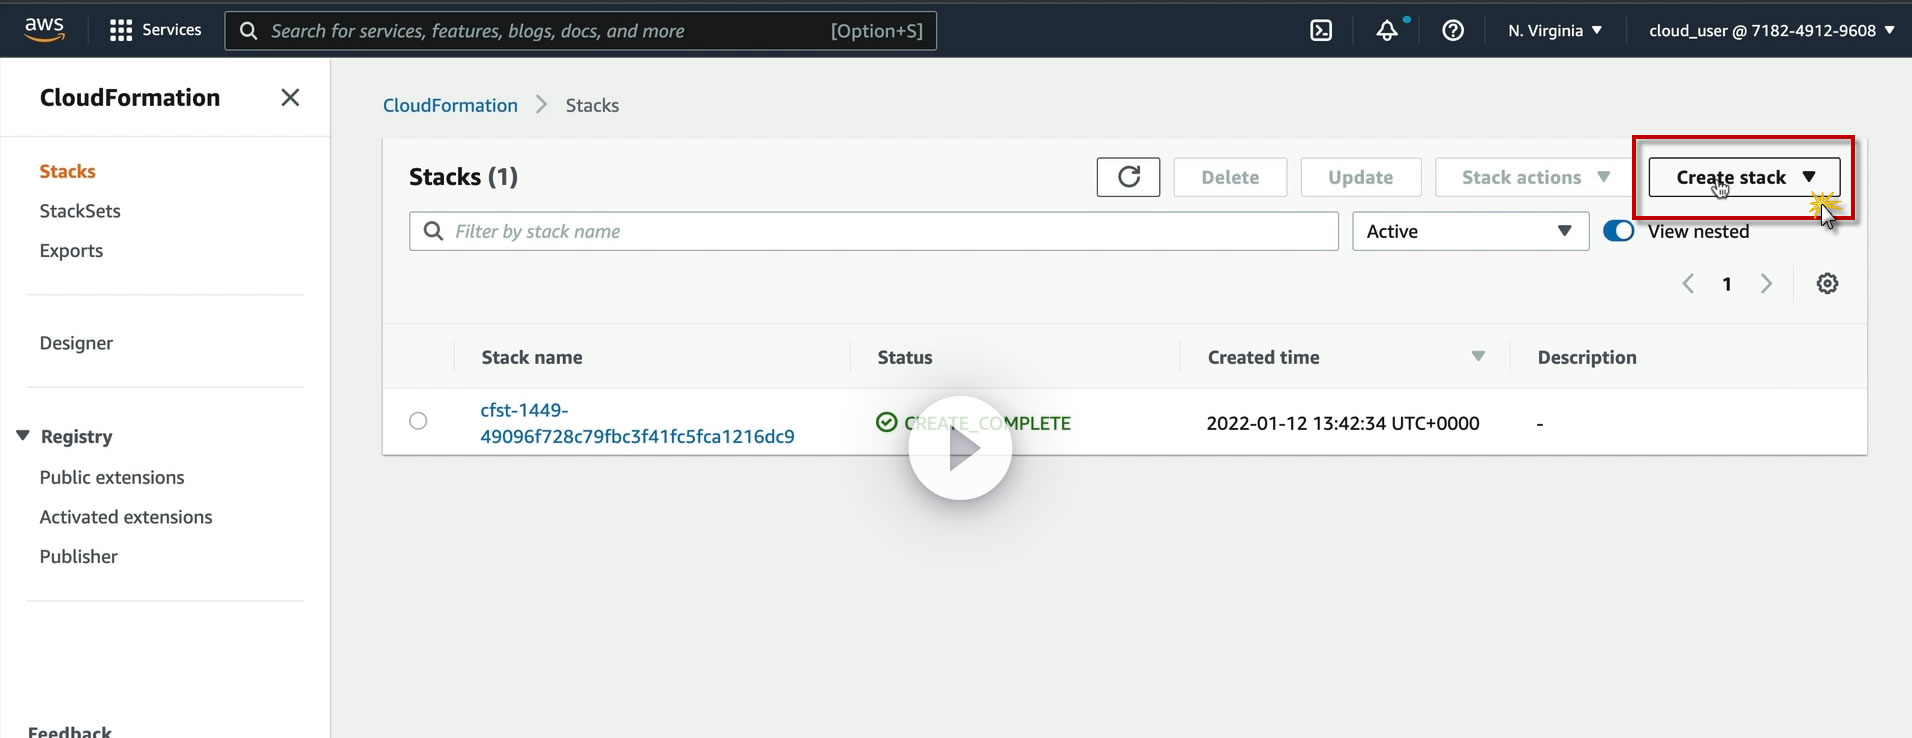 aws
Services
Search for services, features, blogs, docs, and more [Option+S]
N. Virginia
cloud_user @ 7182-4912-9608
CloudFormation
Stacks
StackSets
Exports
Designer
Registry
Public extensions
Activated extensions
Publisher
Feedback
CloudFormation Stacks
Stacks (1)
Delete
Update
Stack actions
Create stack
Filter by stack name
Active
View nested
1
Stack name Status Created time Description
cfst-1449-
49096f728c79fbc3f41fc5fca1216dc9
CREATE_COMPLETE
2022-01-12 13:42:34 UTC+0000
-